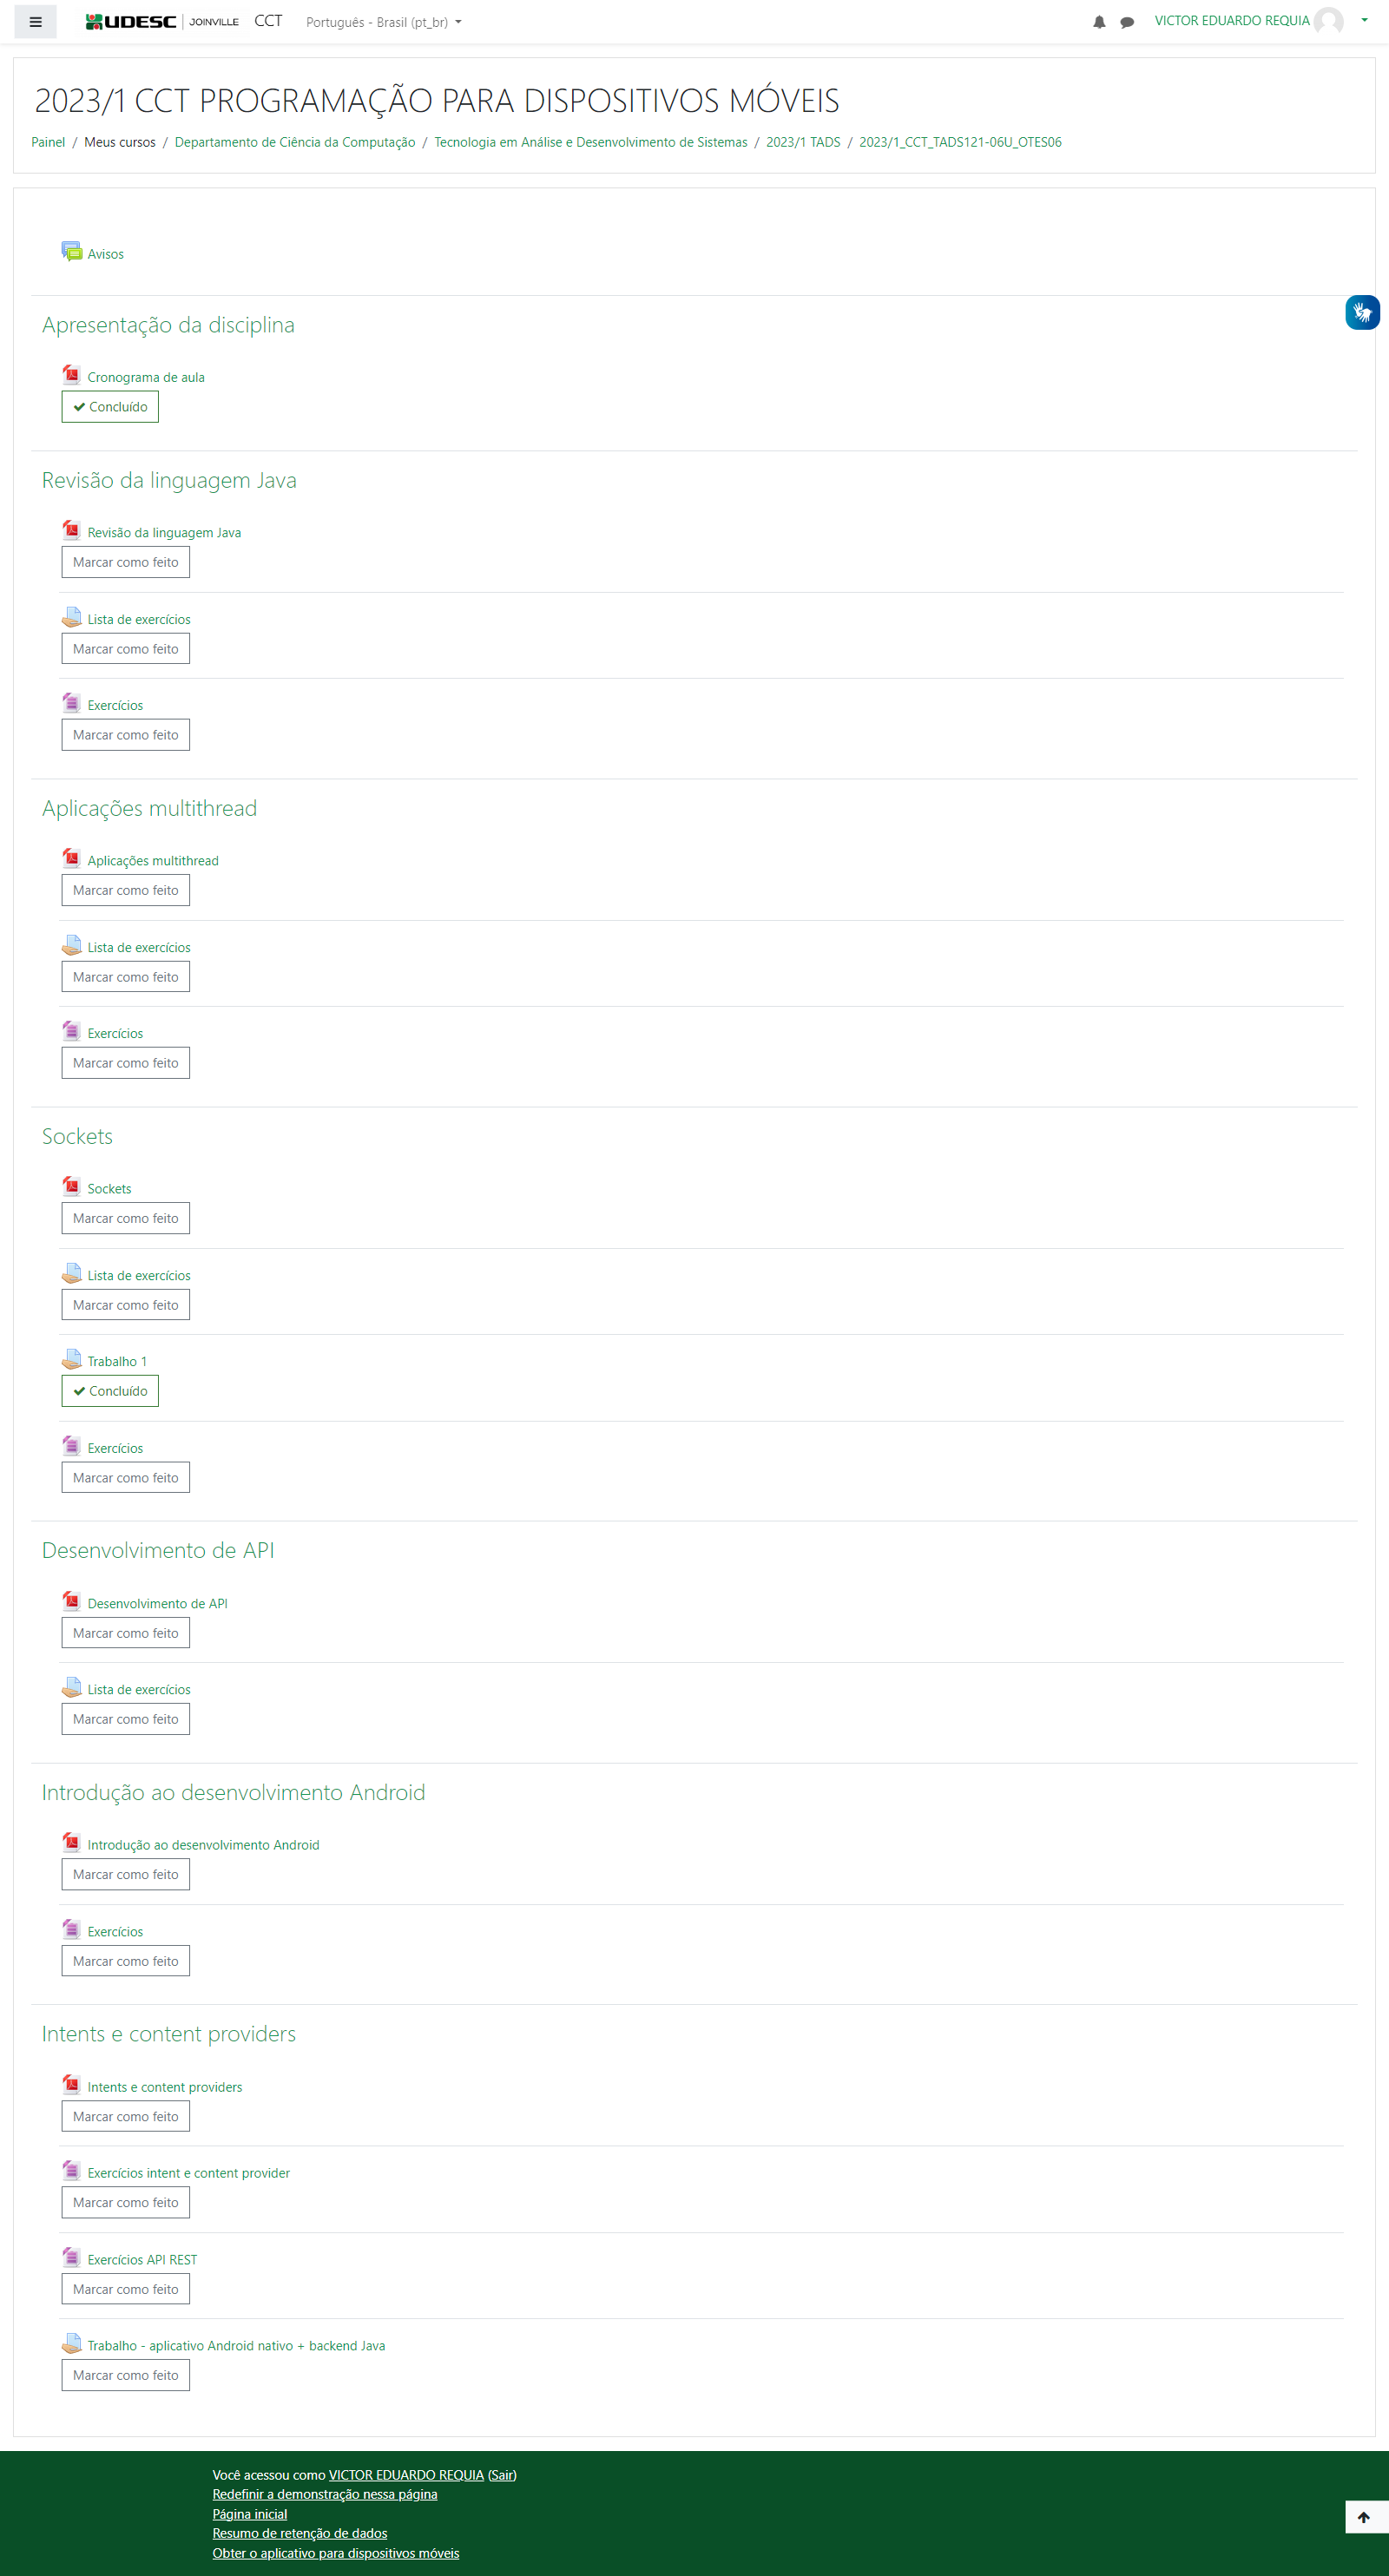 UDESC JOINVILLE CCT Português - Brasil (pt_br) VICTOR EDUARDO REQUIA
2023/1 CCT PROGRAMAÇÃO PARA DISPOSITIVOS MÓVEIS
Painel / Meus cursos / Departamento de Ciência da Computação / Tecnologia em Análise e Desenvolvimento de Sistemas / 2023/1 TADS / 2023/1_CCT_TADS121-06U_OTES06
Avisos
Apresentação da disciplina
Cronograma de aula
Concluído
Revisão da linguagem Java
Revisão da linguagem Java
Marcar como feito
Lista de exercícios
Marcar como feito
Exercícios
Marcar como feito
Aplicações multithread
Aplicações multithread
Marcar como feito
Lista de exercícios
Marcar como feito
Exercícios
Marcar como feito
Sockets
Sockets
Marcar como feito
Lista de exercícios
Marcar como feito
Trabalho 1
Concluído
Exercícios
Marcar como feito
Desenvolvimento de API
Desenvolvimento de API
Marcar como feito
Lista de exercícios
Marcar como feito
Introdução ao desenvolvimento Android
Introdução ao desenvolvimento Android
Marcar como feito
Exercícios
Marcar como feito
Intents e content providers
Intents e content providers
Marcar como feito
Exercícios intent e content provider
Marcar como feito
Exercícios API REST
Marcar como feito
Trabalho - aplicativo Android nativo + backend Java
Marcar como feito
Você acessou como VICTOR EDUARDO REQUIA (Sair)
Redefinir a demonstração nessa página
Página inicial
Resumo de retenção de dados
Obter o aplicativo para dispositivos móveis